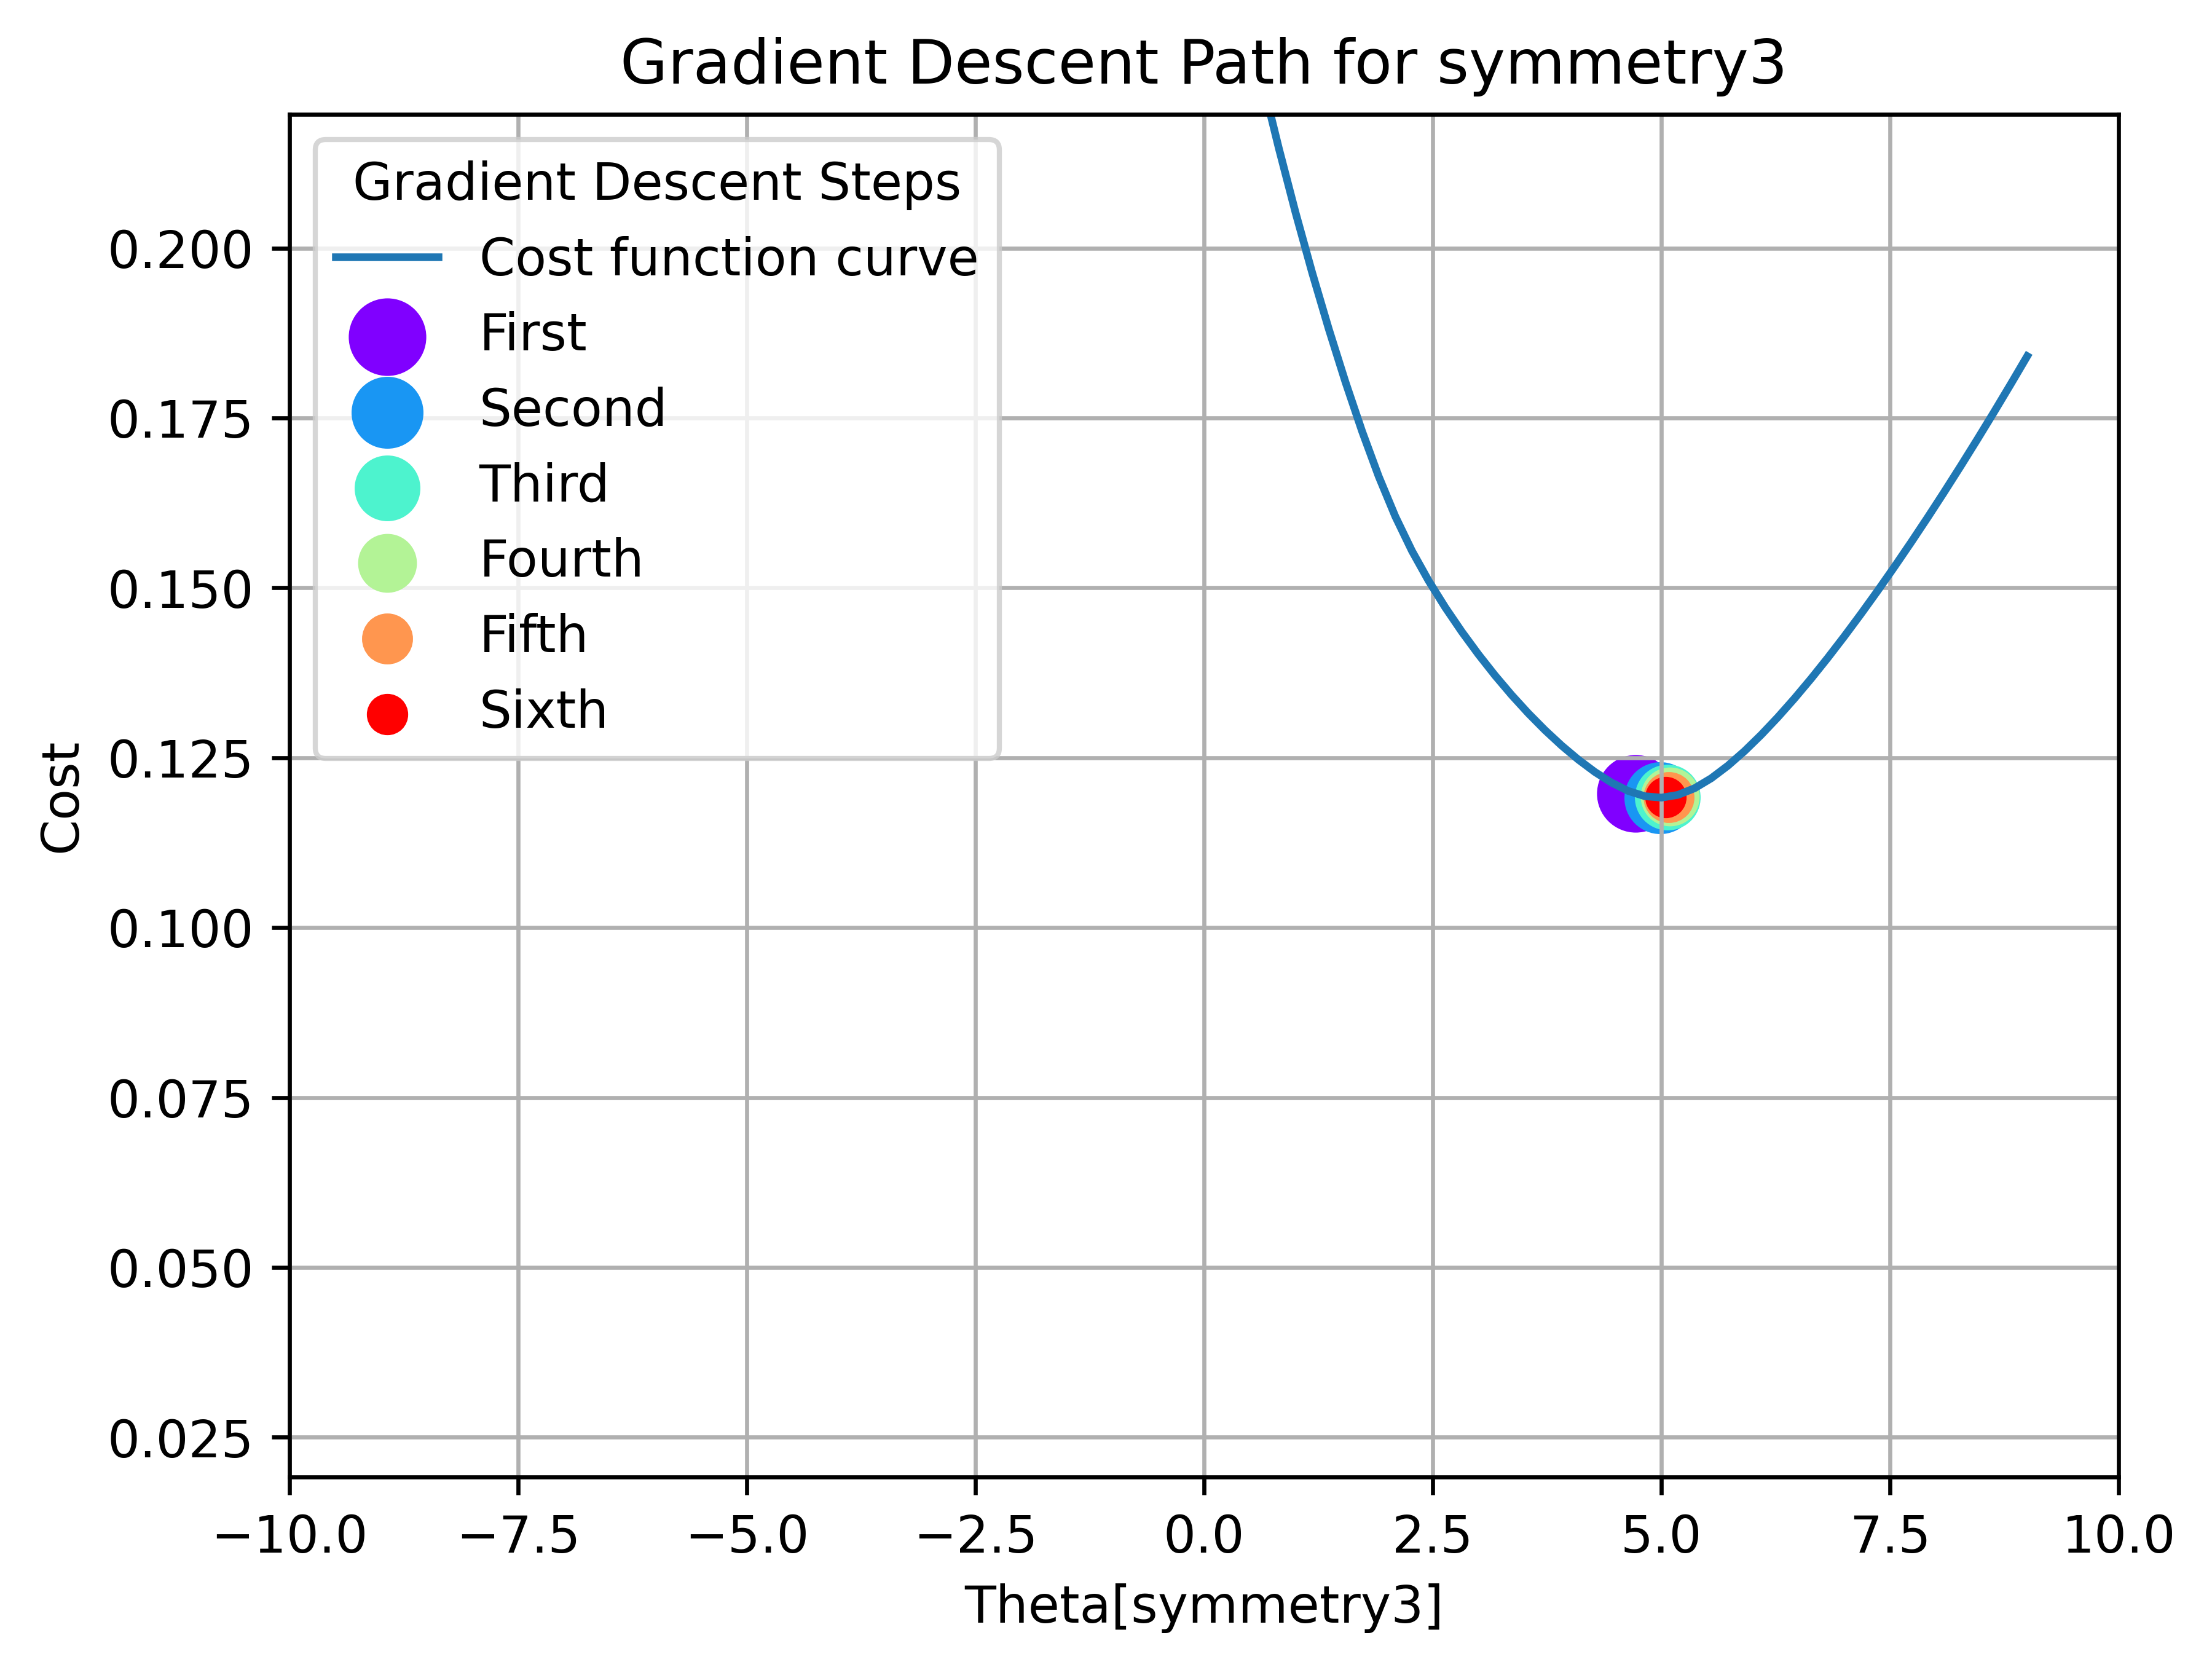 Gradient Descent Path for symmetry3
Gradient Descent Steps
Cost function curve
First
Second
Third
Fourth
Fifth
Sixth
Cost
0.200
0.175
0.150
0.125
0.100
0.075
0.050
0.025
−10.0 −7.5 −5.0 −2.5 0.0 2.5 5.0 7.5 10.0
Theta[symmetry3]